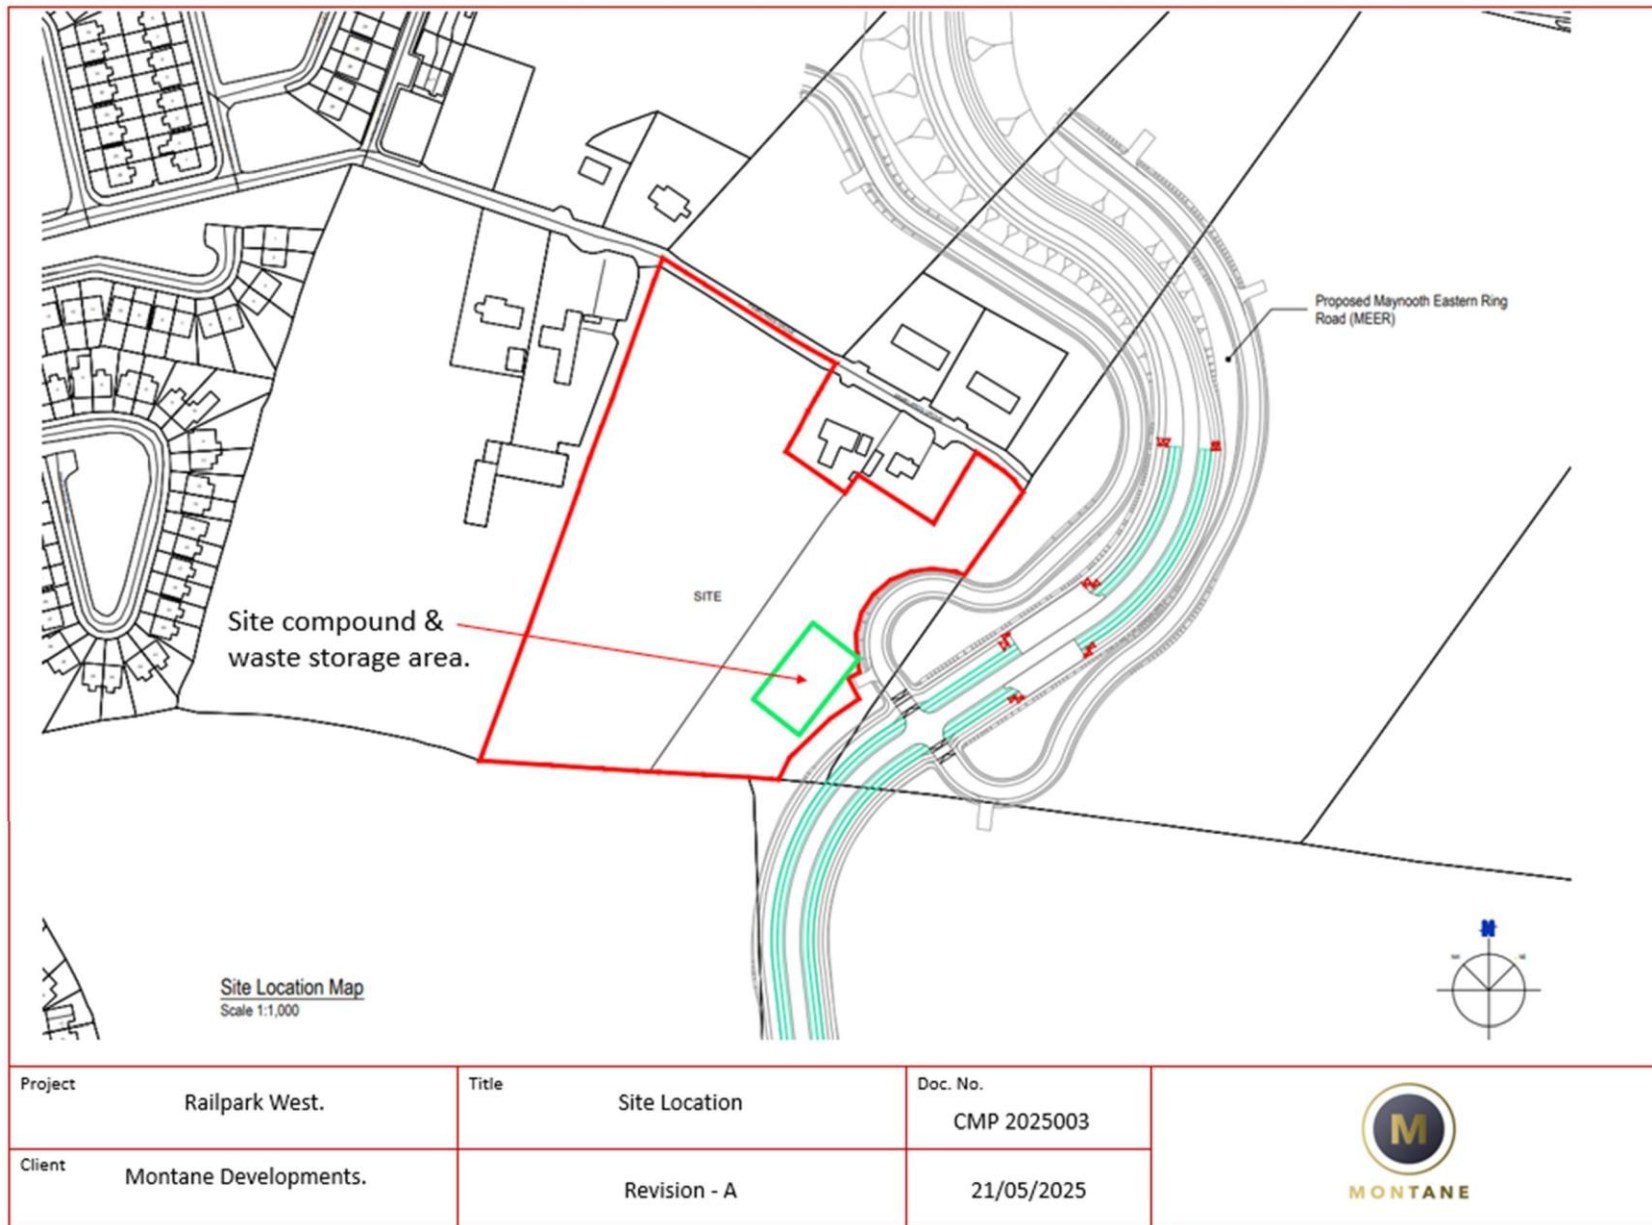 Proposed Maynooth Eastern Ring
Road (MEER)
SITE
Site compound &
waste storage area.
N
Site Location Map
Scale 1:1,000
Project
Railpark West.
Title
Site Location
Doc. No.
CMP 2025003
Client
Montane Developments.
Revision - A
21/05/2025
M
MONTANE